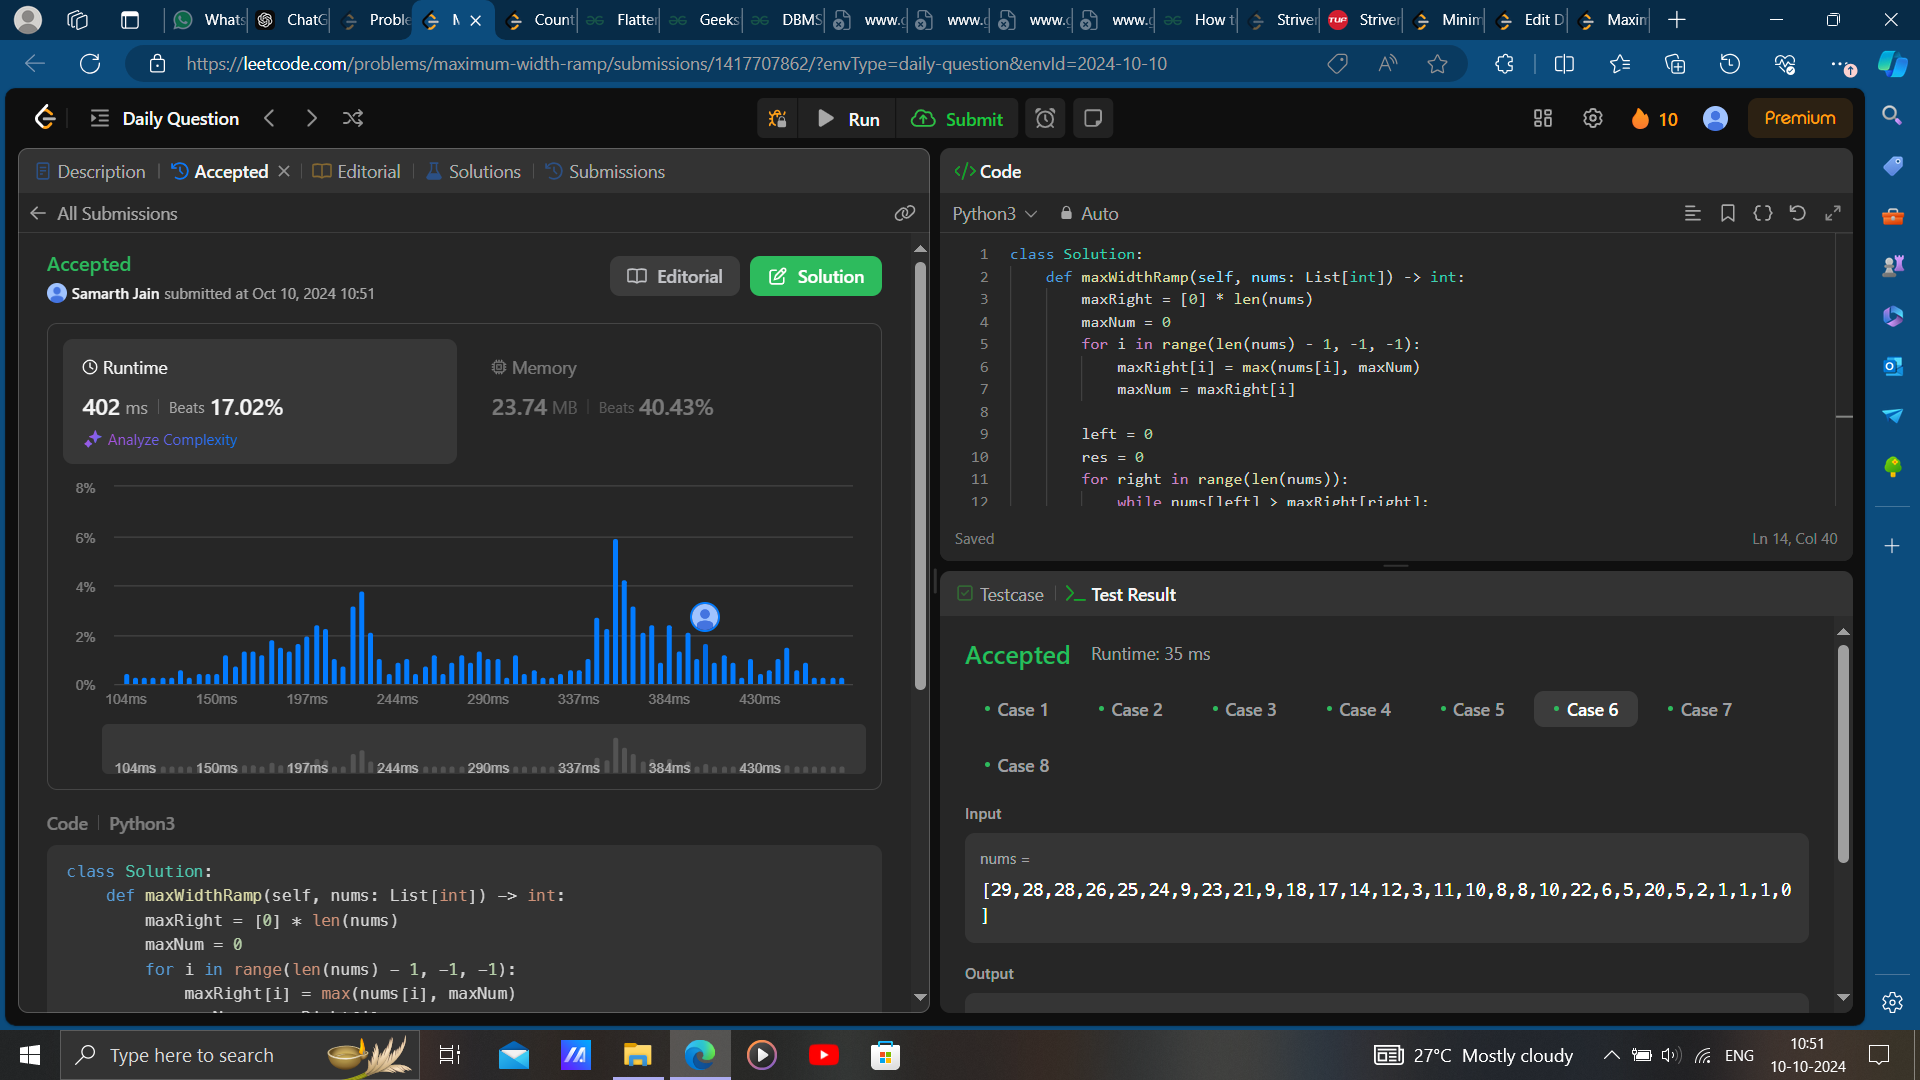 Whats
ChatG
Proble
M
Count
Flatter
Geeks
DBMS
www.g
www.g
www.g
www.g
How t
Striver
TUF
Striver
Minim
Edit D
Maxim
https://leetcode.com/problems/maximum-width-ramp/submissions/1417707862/?envType=daily-question&envId=2024-10-10
Daily Question
Run
Submit
10
Premium
Description
Accepted
Editorial
Solutions
Submissions
All Submissions
Accepted
Samarth Jain submitted at Oct 10, 2024 10:51
Editorial
Solution
Runtime
402 ms | Beats 17.02%
Analyze Complexity
Memory
23.74 MB | Beats 40.43%
8%
6%
4%
2%
0%
104ms 150ms 197ms 244ms 290ms 337ms 384ms 430ms
104ms 150ms 197ms 244ms 290ms 337ms 384ms 430ms
Code | Python3
class Solution:
def maxWidthRamp(self, nums: List[int]) -> int:
maxRight = [0] * len(nums)
maxNum = 0
for i in range(len(nums) - 1, -1, -1):
maxRight[i] = max(nums[i], maxNum)
</> Code
Python3
Auto
1 class Solution:
2 def maxWidthRamp(self, nums: List[int]) -> int:
3 maxRight = [0] * len(nums)
4 maxNum = 0
5 for i in range(len(nums) - 1, -1, -1):
6 maxRight[i] = max(nums[i], maxNum)
7 maxNum = maxRight[i]
8
9 left = 0
10 res = 0
11 for right in range(len(nums)):
12 while nums[left] > maxRight[right]:
Saved
Ln 14, Col 40
Testcase
Test Result
Accepted
Runtime: 35 ms
Case 1
Case 2
Case 3
Case 4
Case 5
Case 6
Case 7
Case 8
Input
nums =
[29,28,28,26,25,24,9,23,21,9,18,17,14,12,3,11,10,8,8,10,22,6,5,20,5,2,1,1,1,0
]
Output
Type here to search
27°C Mostly cloudy
ENG
10:51
10-10-2024